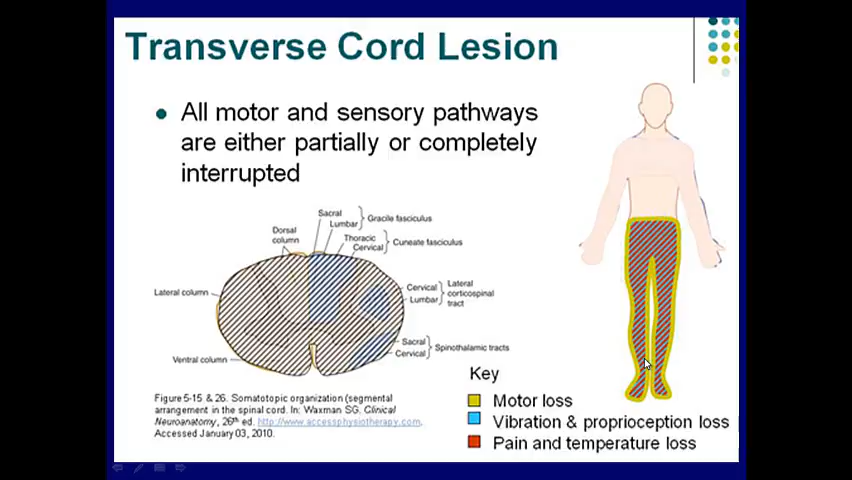 Transverse Cord Lesion
All motor and sensory pathways
are either partially or completely
interrupted
Sacral
Lumbar
Gracile fasciculus
Dorsal
column
Thoracic
Cervical
Cuneate fasciculus
Lateral column
Cervical
Lumbar
Lateral
corticospinal
tract
Sacral
Cervical
Spinothalamic tracts
Ventral column
Key
Motor loss
Vibration & proprioception loss
Pain and temperature loss
Figure 5-15 & 26. Somatotopic organization (segmental
arrangement in the spinal cord. In: Waxman SG. Clinical
Neuroanatomy, 26th ed. http://www.accessphysiotherapy.com.
Accessed January 03, 2010.